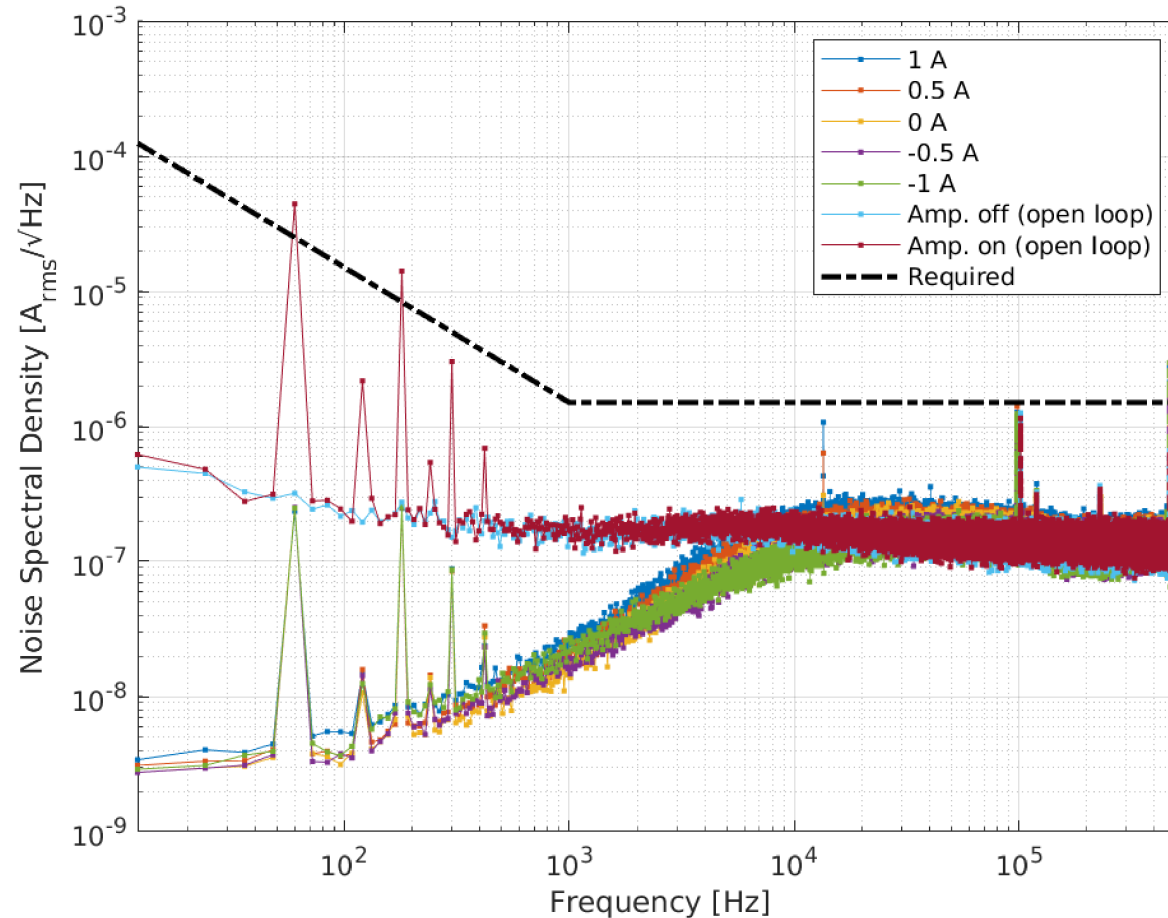 10^-3
10^-4
10^-5
10^-6
10^-7
10^-8
10^-9
Noise Spectral Density [A_rms/√Hz]
1 A
0.5 A
0 A
-0.5 A
-1 A
Amp. off (open loop)
Amp. on (open loop)
Required
10^2 10^3 10^4 10^5
Frequency [Hz]